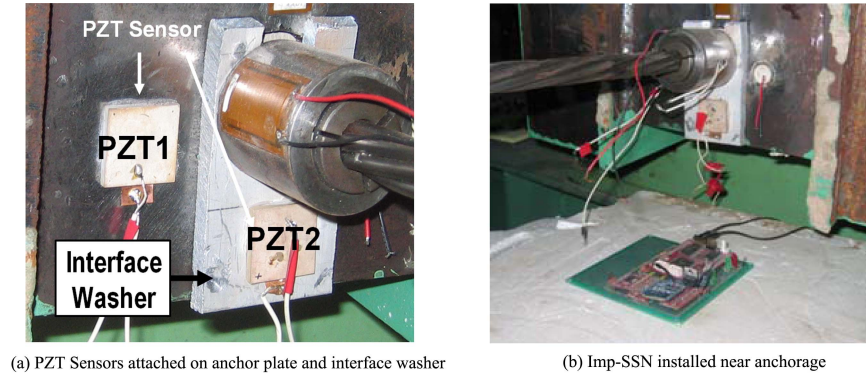 PZT Sensor
PZT1
PZT2
Interface
Washer
(a) PZT Sensors attached on anchor plate and interface washer
(b) Imp-SSN installed near anchorage